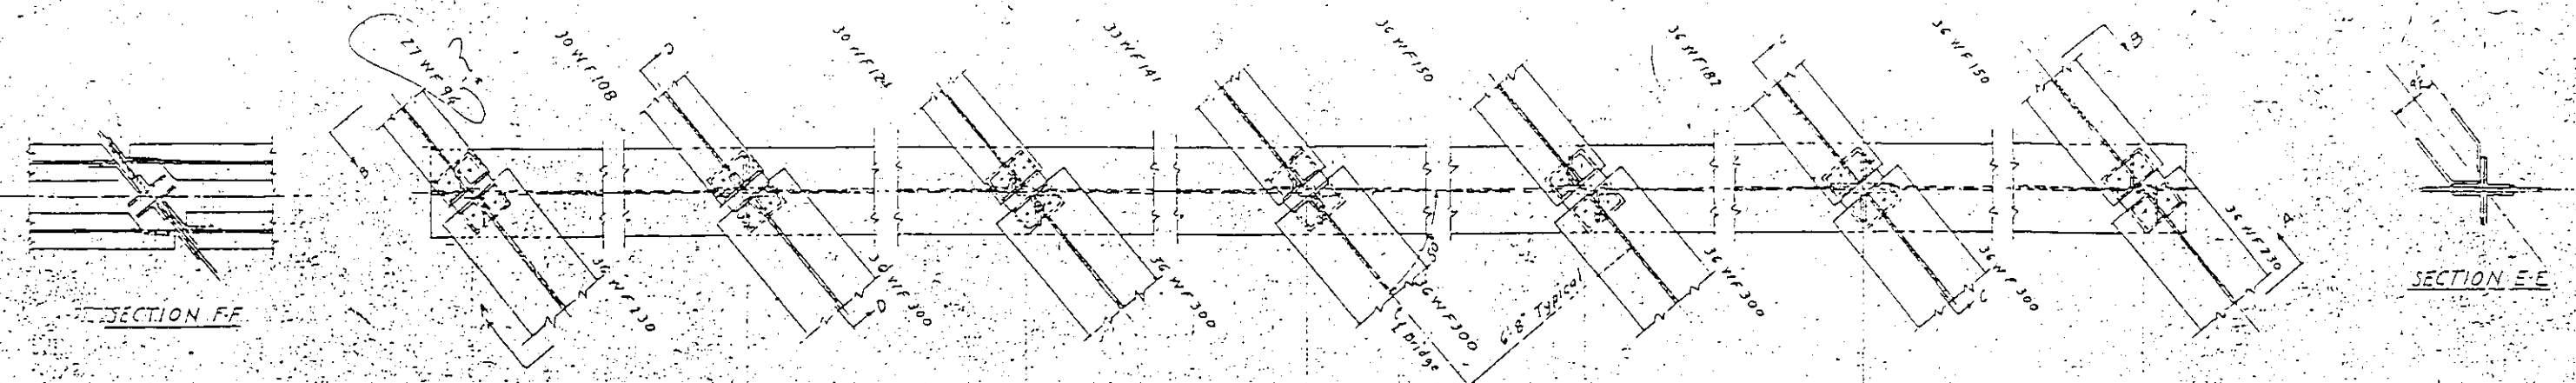 27 WF 94
?
30 WF 108
30 WF 124
33 WF 141
36 WF 150
36 WF 182
36 WF 150
D
C
B
B
A
A
D
C
36 WF 230
36 WF 300
36 WF 300
36 WF 300
36 WF 300
36 WF 300
36 WF 230
50°
6'-8" Typical
℄ Bridge
SECTION F-F
SECTION E-E